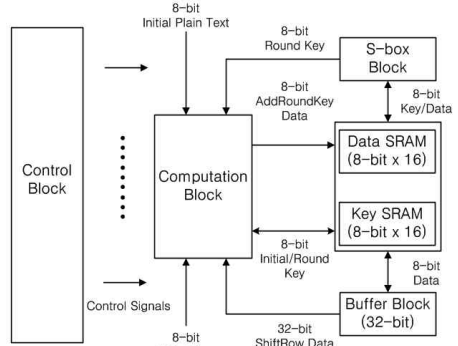 8-bit
Initial Plain Text
8-bit
Round Key
S-box
Block
8-bit
AddRoundKey
Data
8-bit
Key/Data
Control
Block
Computation
Block
Data SRAM
(8-bit x 16)
Key SRAM
(8-bit x 16)
8-bit
Initial/Round
Key
8-bit
Data
Control Signals
Buffer Block
(32-bit)
8-bit
32-bit
ShiftRow Data